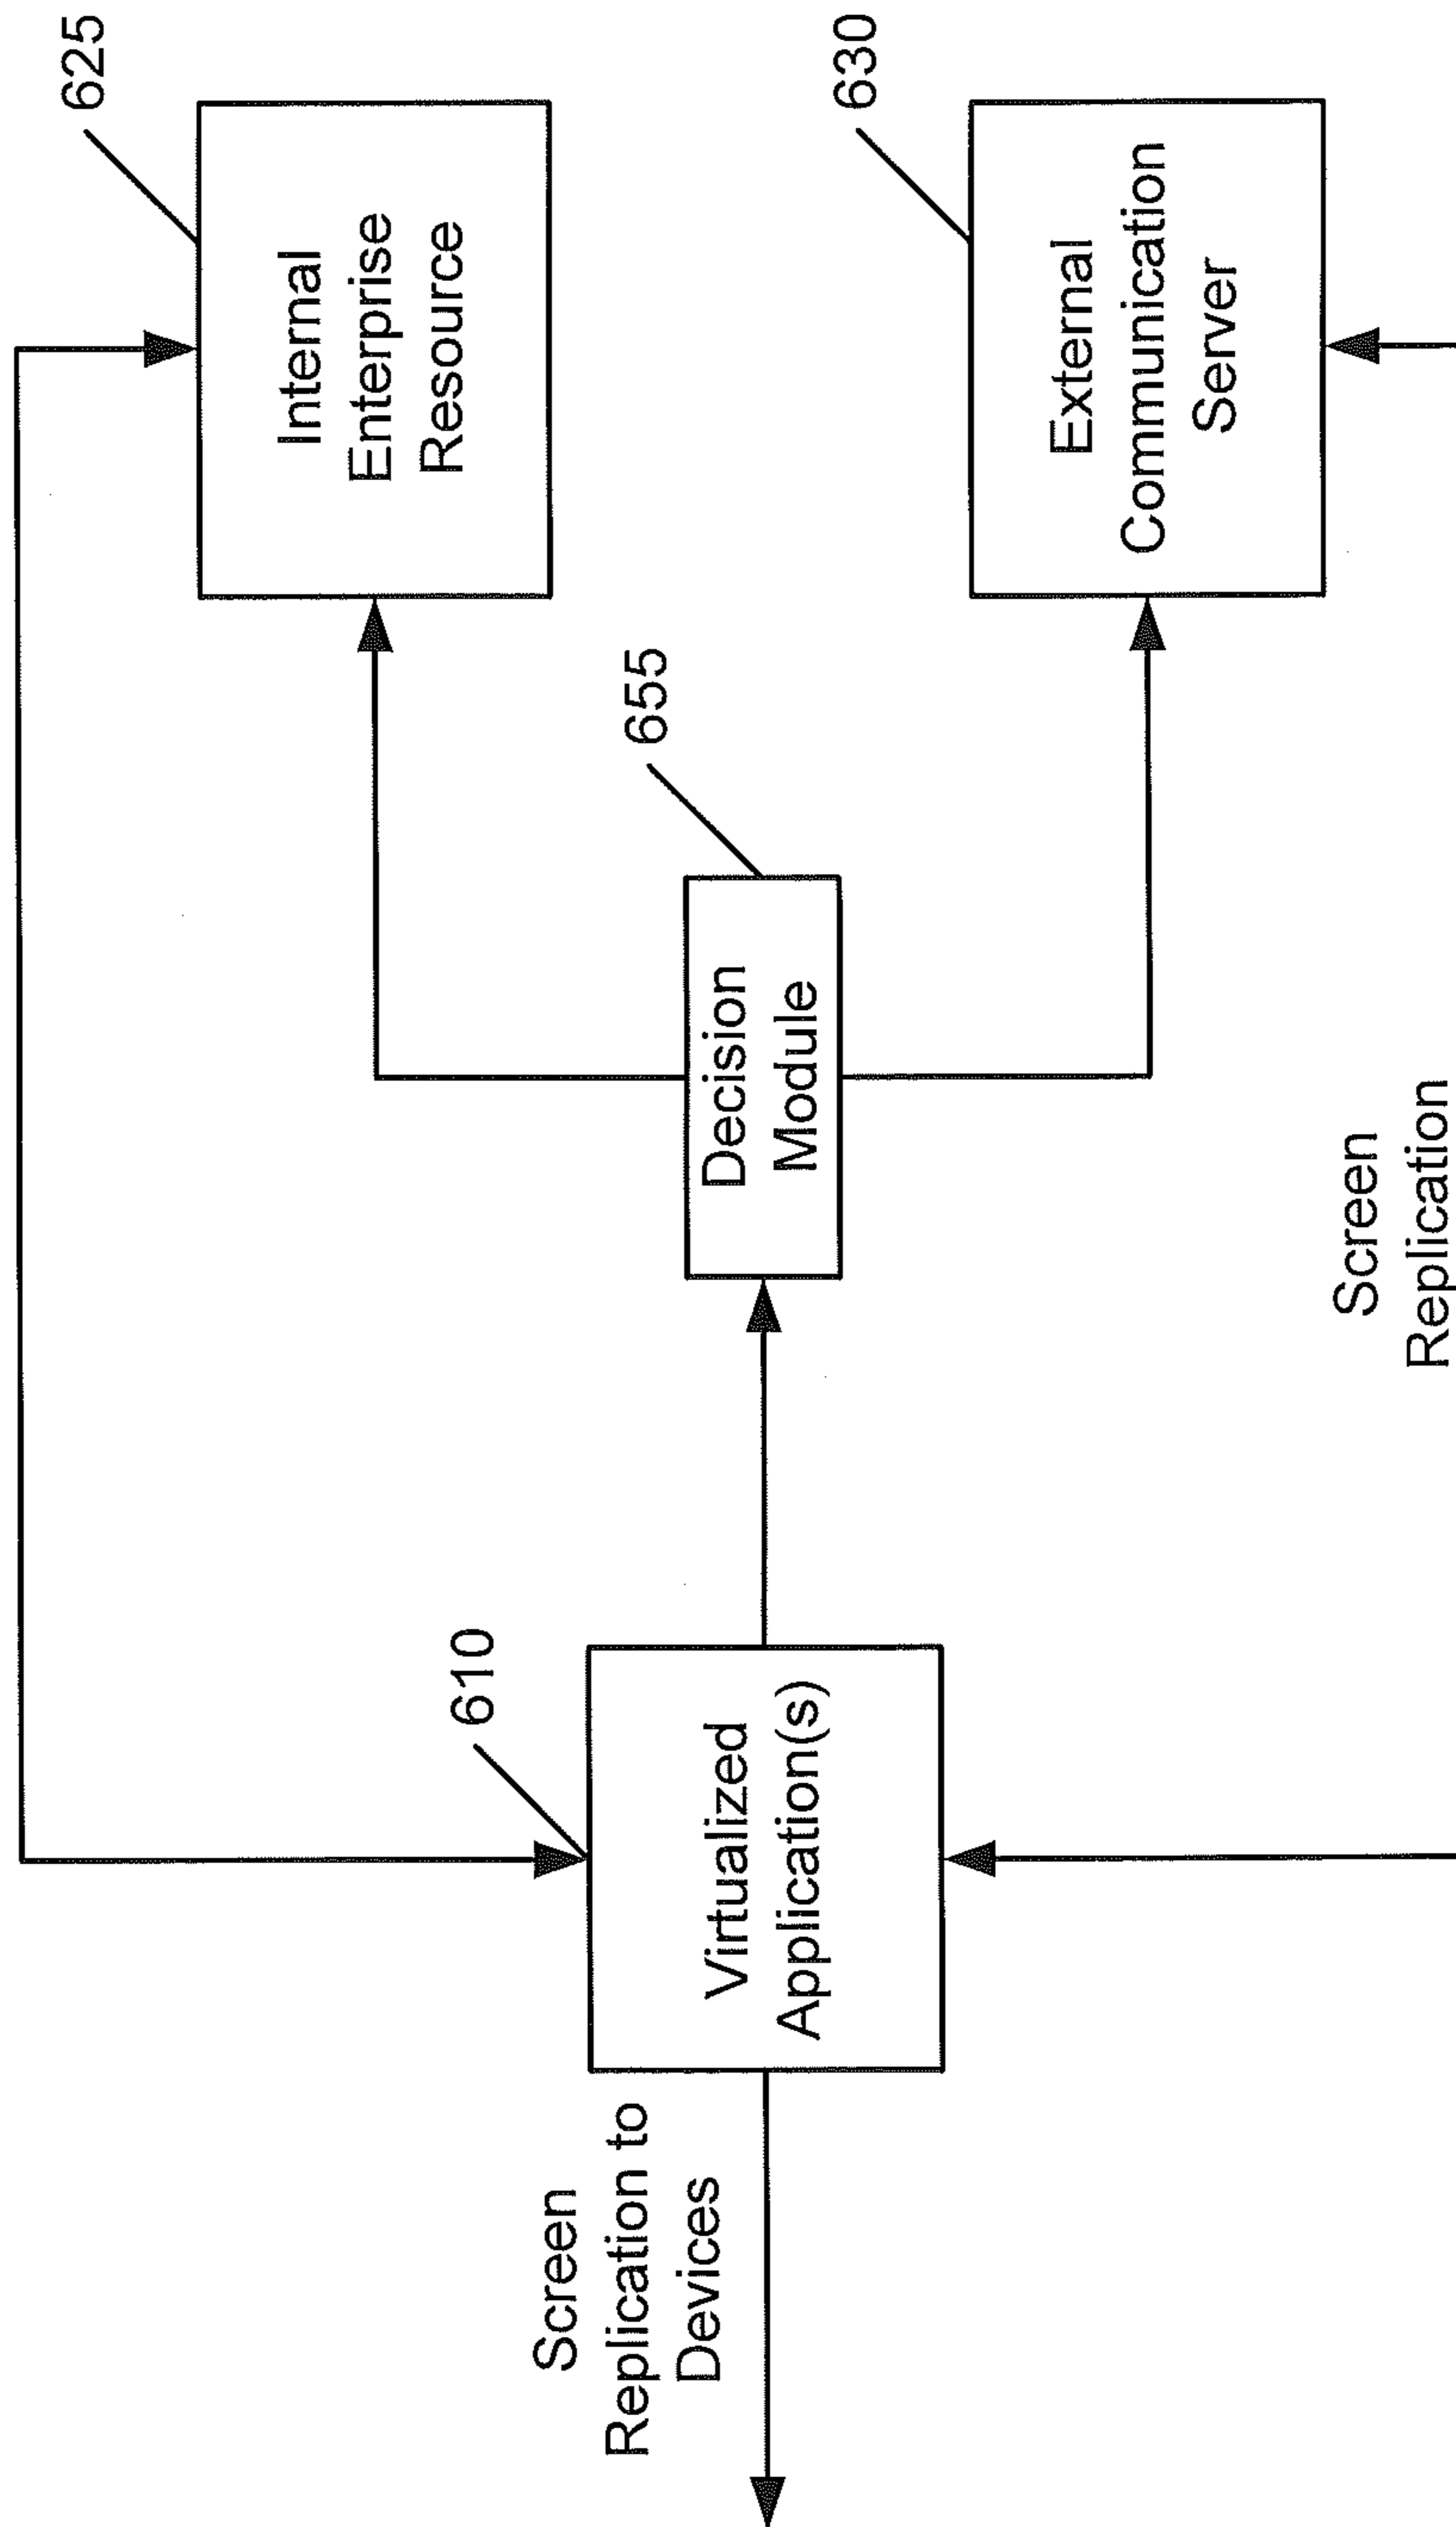 625
Internal
Enterprise
Resource
630
External
Communication
Server
655
Decision
Module
610
Virtualized
Application(s)
Screen
Replication to
Devices
Screen
Replication